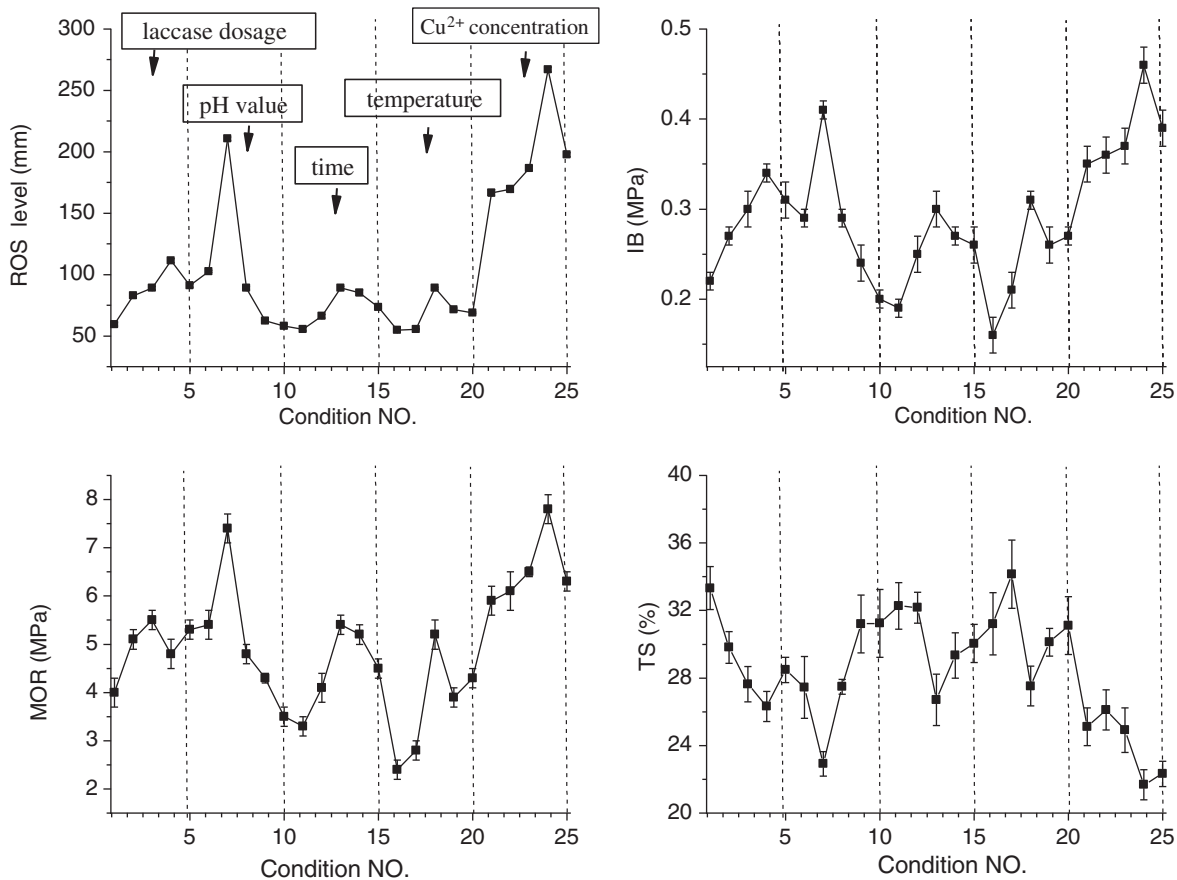 ROS level (mm)
300
250
200
150
100
50
laccase dosage
pH value
time
temperature
Cu²⁺ concentration
5 10 15 20 25
Condition NO.
IB (MPa)
0.5
0.4
0.3
0.2
5 10 15 20 25
Condition NO.
MOR (MPa)
8
7
6
5
4
3
2
5 10 15 20 25
Condition NO.
TS (%)
40
36
32
28
24
20
5 10 15 20 25
Condition NO.